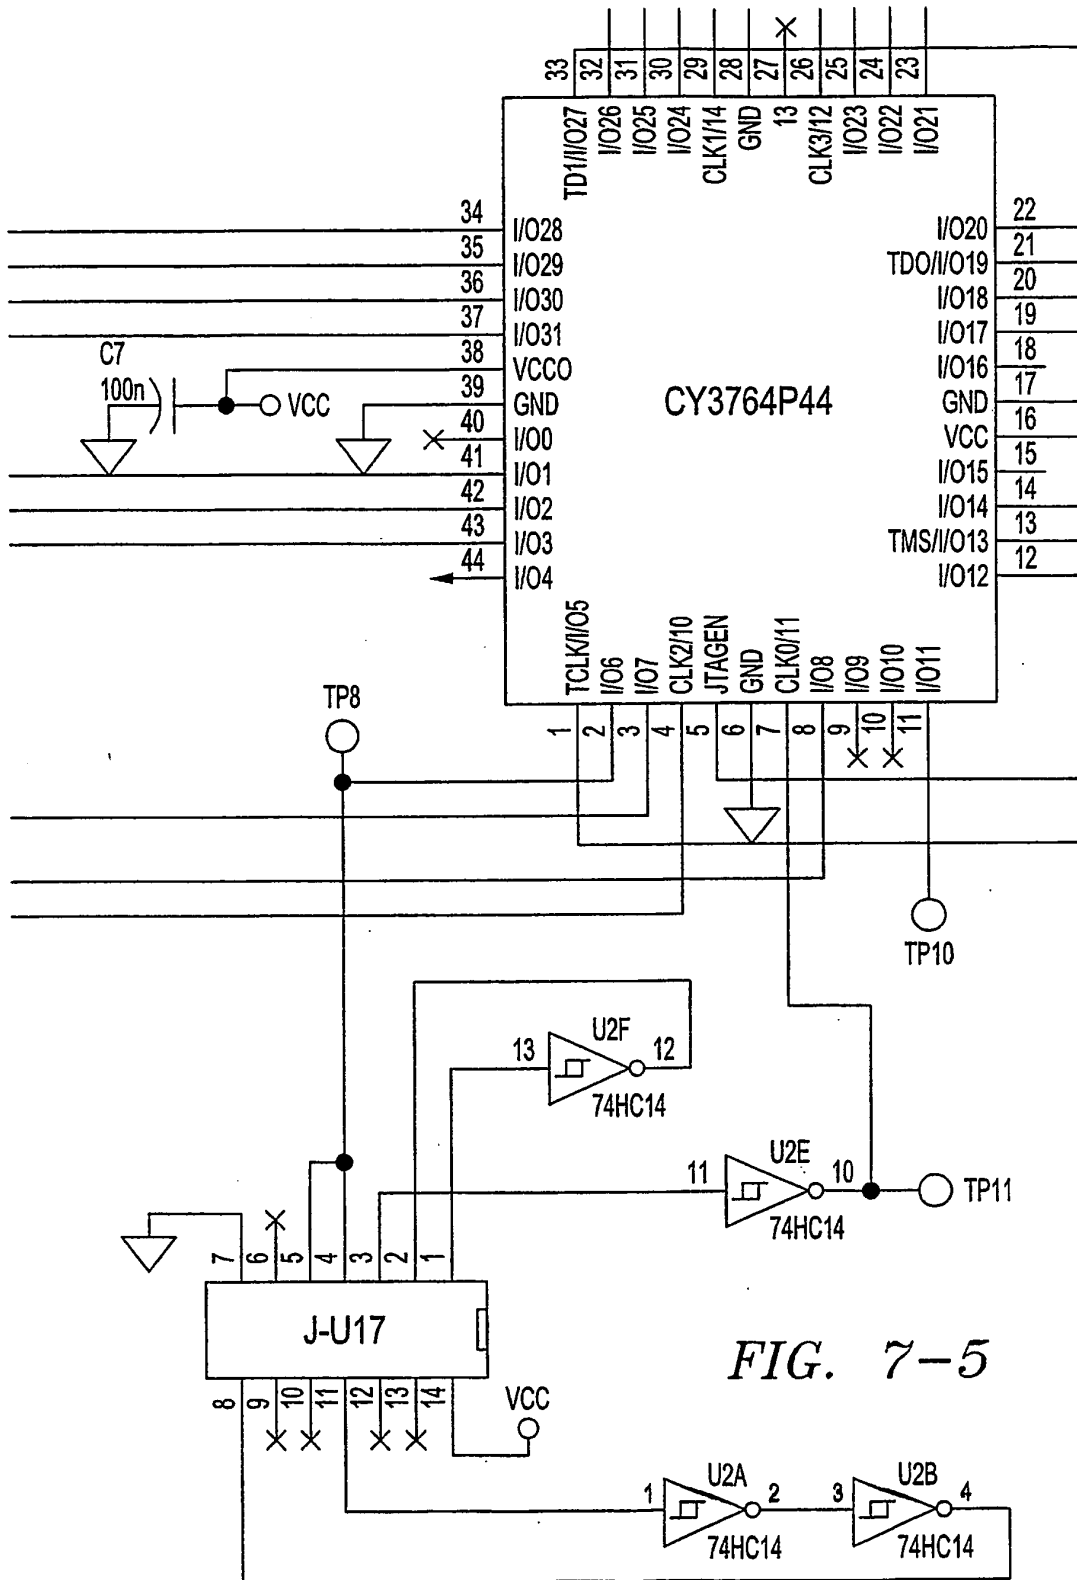 33 32 31 30 29 28 27 26 25 24 23
TD1/I/O27 I/O26 I/O25 I/O24 CLK1/14 GND 13 CLK3/12 I/O23 I/O22 I/O21
34 I/O28
35 I/O29
36 I/O30
37 I/O31
38 VCCO
39 GND
40 I/O0
41 I/O1
42 I/O2
43 I/O3
44 I/O4
C7
100n
VCC
CY3764P44
I/O20 22
TDO/I/O19 21
I/O18 20
I/O17 19
I/O16 18
GND 17
VCC 16
I/O15 15
I/O14 14
TMS/I/O13 13
I/O12 12
TCLK/I/O5 I/O6 I/O7 CLK2/10 JTAGEN GND CLK0/11 I/O8 I/O9 I/O10 I/O11
1 2 3 4 5 6 7 8 9 10 11
TP8
TP10
U2F
13 12
74HC14
U2E
11 10
TP11
74HC14
7 6 5 4 3 2 1
J-U17
8 9 10 11 12 13 14
VCC
FIG. 7-5
U2A U2B
1 2 3 4
74HC14 74HC14